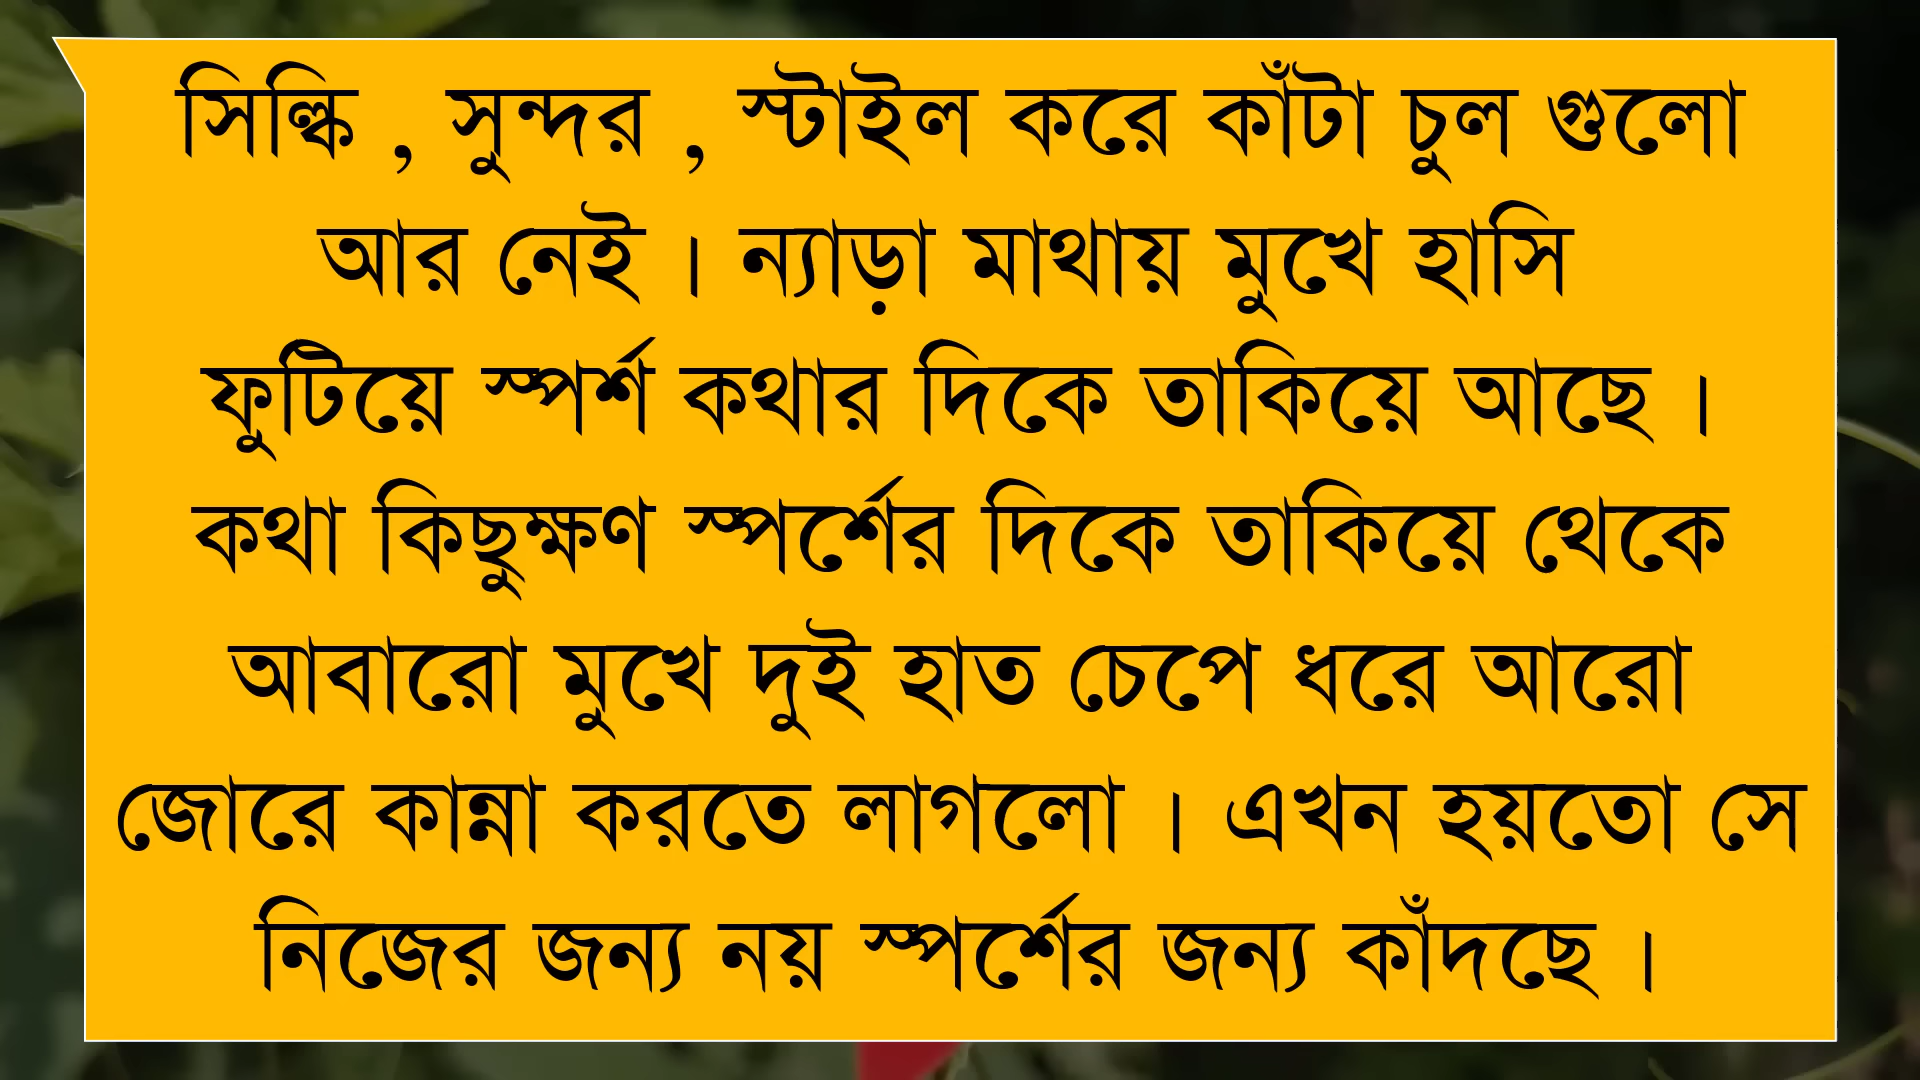 সিল্কি , সুন্দর , স্টাইল করে কাঁটা চুল গুলো
আর নেই । ন্যাড়া মাথায় মুখে হাসি
ফুটিয়ে স্পর্শ কথার দিকে তাকিয়ে আছে ।
কথা কিছুক্ষণ স্পর্শের দিকে তাকিয়ে থেকে
আবারো মুখে দুই হাত চেপে ধরে আরো
জোরে কান্না করতে লাগলো । এখন হয়তো সে
নিজের জন্য নয় স্পর্শের জন্য কাঁদছে ।